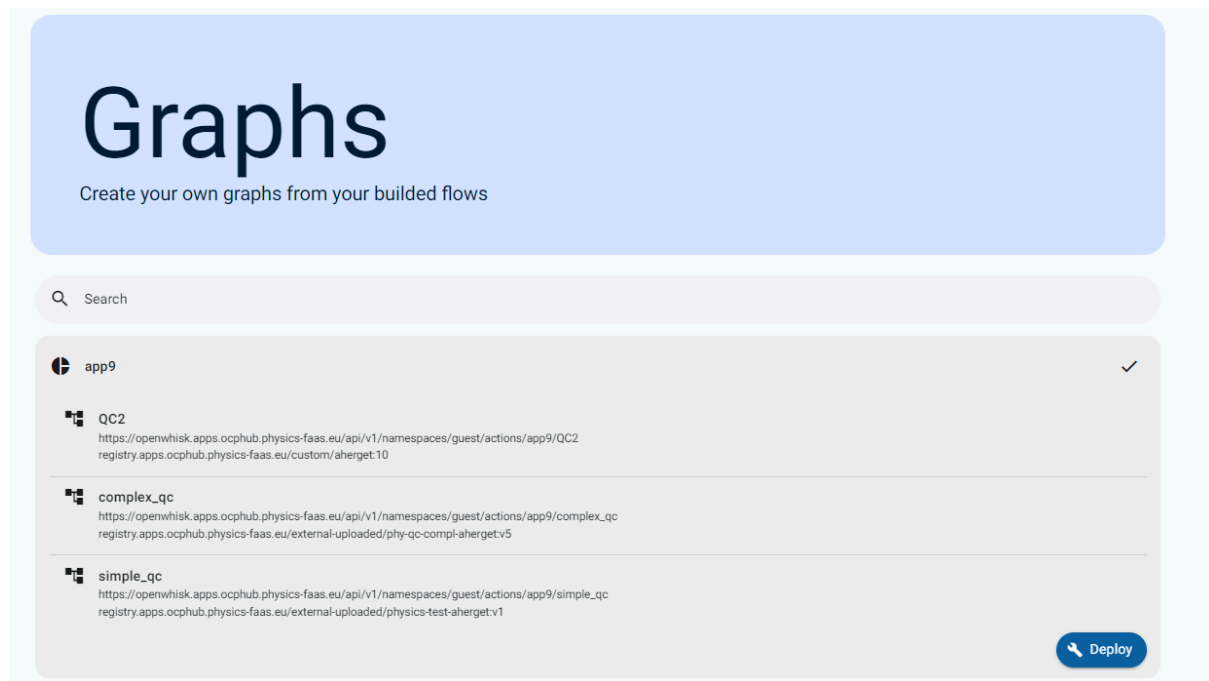 Graphs
Create your own graphs from your builded flows
Search
app9
QC2
https://openwhisk.apps.ocphub.physics-faas.eu/api/v1/namespaces/guest/actions/app9/QC2
registry.apps.ocphub.physics-faas.eu/custom/aherget:10
complex_qc
https://openwhisk.apps.ocphub.physics-faas.eu/api/v1/namespaces/guest/actions/app9/complex_qc
registry.apps.ocphub.physics-faas.eu/external-uploaded/phy-qc-compl-aherget:v5
simple_qc
https://openwhisk.apps.ocphub.physics-faas.eu/api/v1/namespaces/guest/actions/app9/simple_qc
registry.apps.ocphub.physics-faas.eu/external-uploaded/physics-test-aherget:v1
Deploy